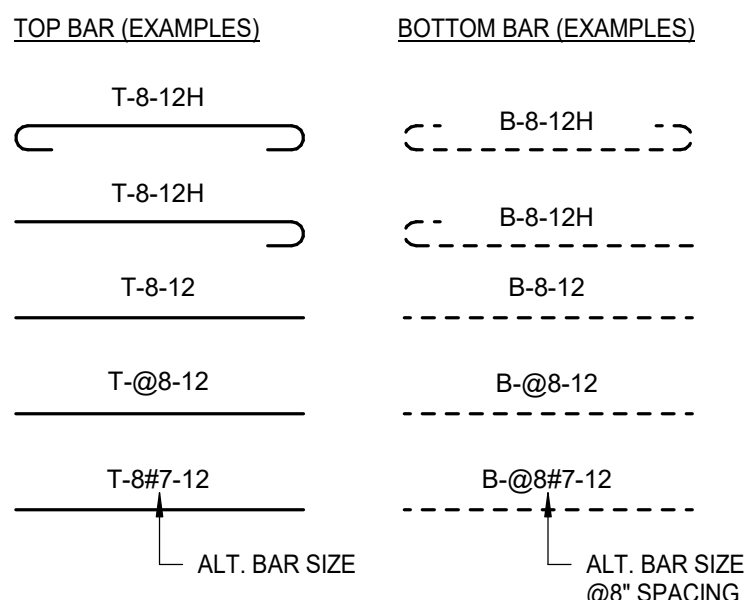 TOP BAR (EXAMPLES)
T-8-12H
T-8-12H
T-8-12
T-@8-12
T-8#7-12
ALT. BAR SIZE
BOTTOM BAR (EXAMPLES)
B-8-12H
B-8-12H
B-8-12
B-@8-12
B-@8#7-12
ALT. BAR SIZE
@8" SPACING